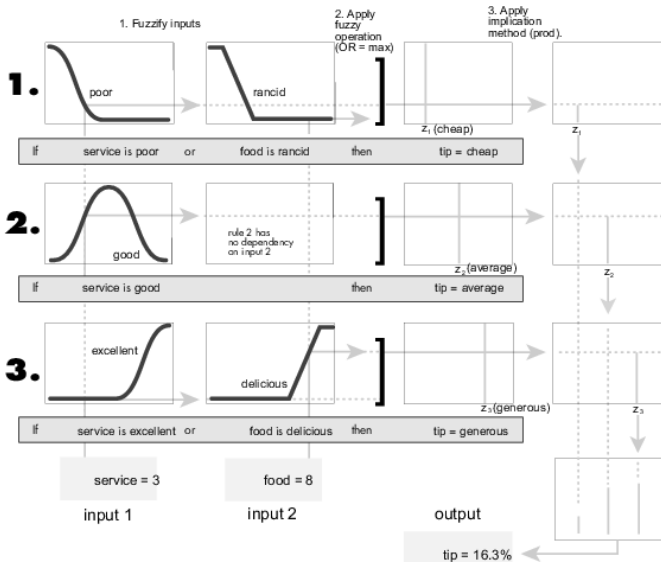 1. Fuzzify inputs
2. Apply
fuzzy
operation
(OR = max)
3. Apply
implication
method (prod).
1.
poor
rancid
z1 (cheap)
z1
If service is poor or food is rancid then tip = cheap
2.
good
rule 2 has
no dependency
on input 2
z2 (average)
z2
If service is good then tip = average
3.
excellent
delicious
z3 (generous)
z3
If service is excellent or food is delicious then tip = generous
service = 3
food = 8
input 1
input 2
output
tip = 16.3%